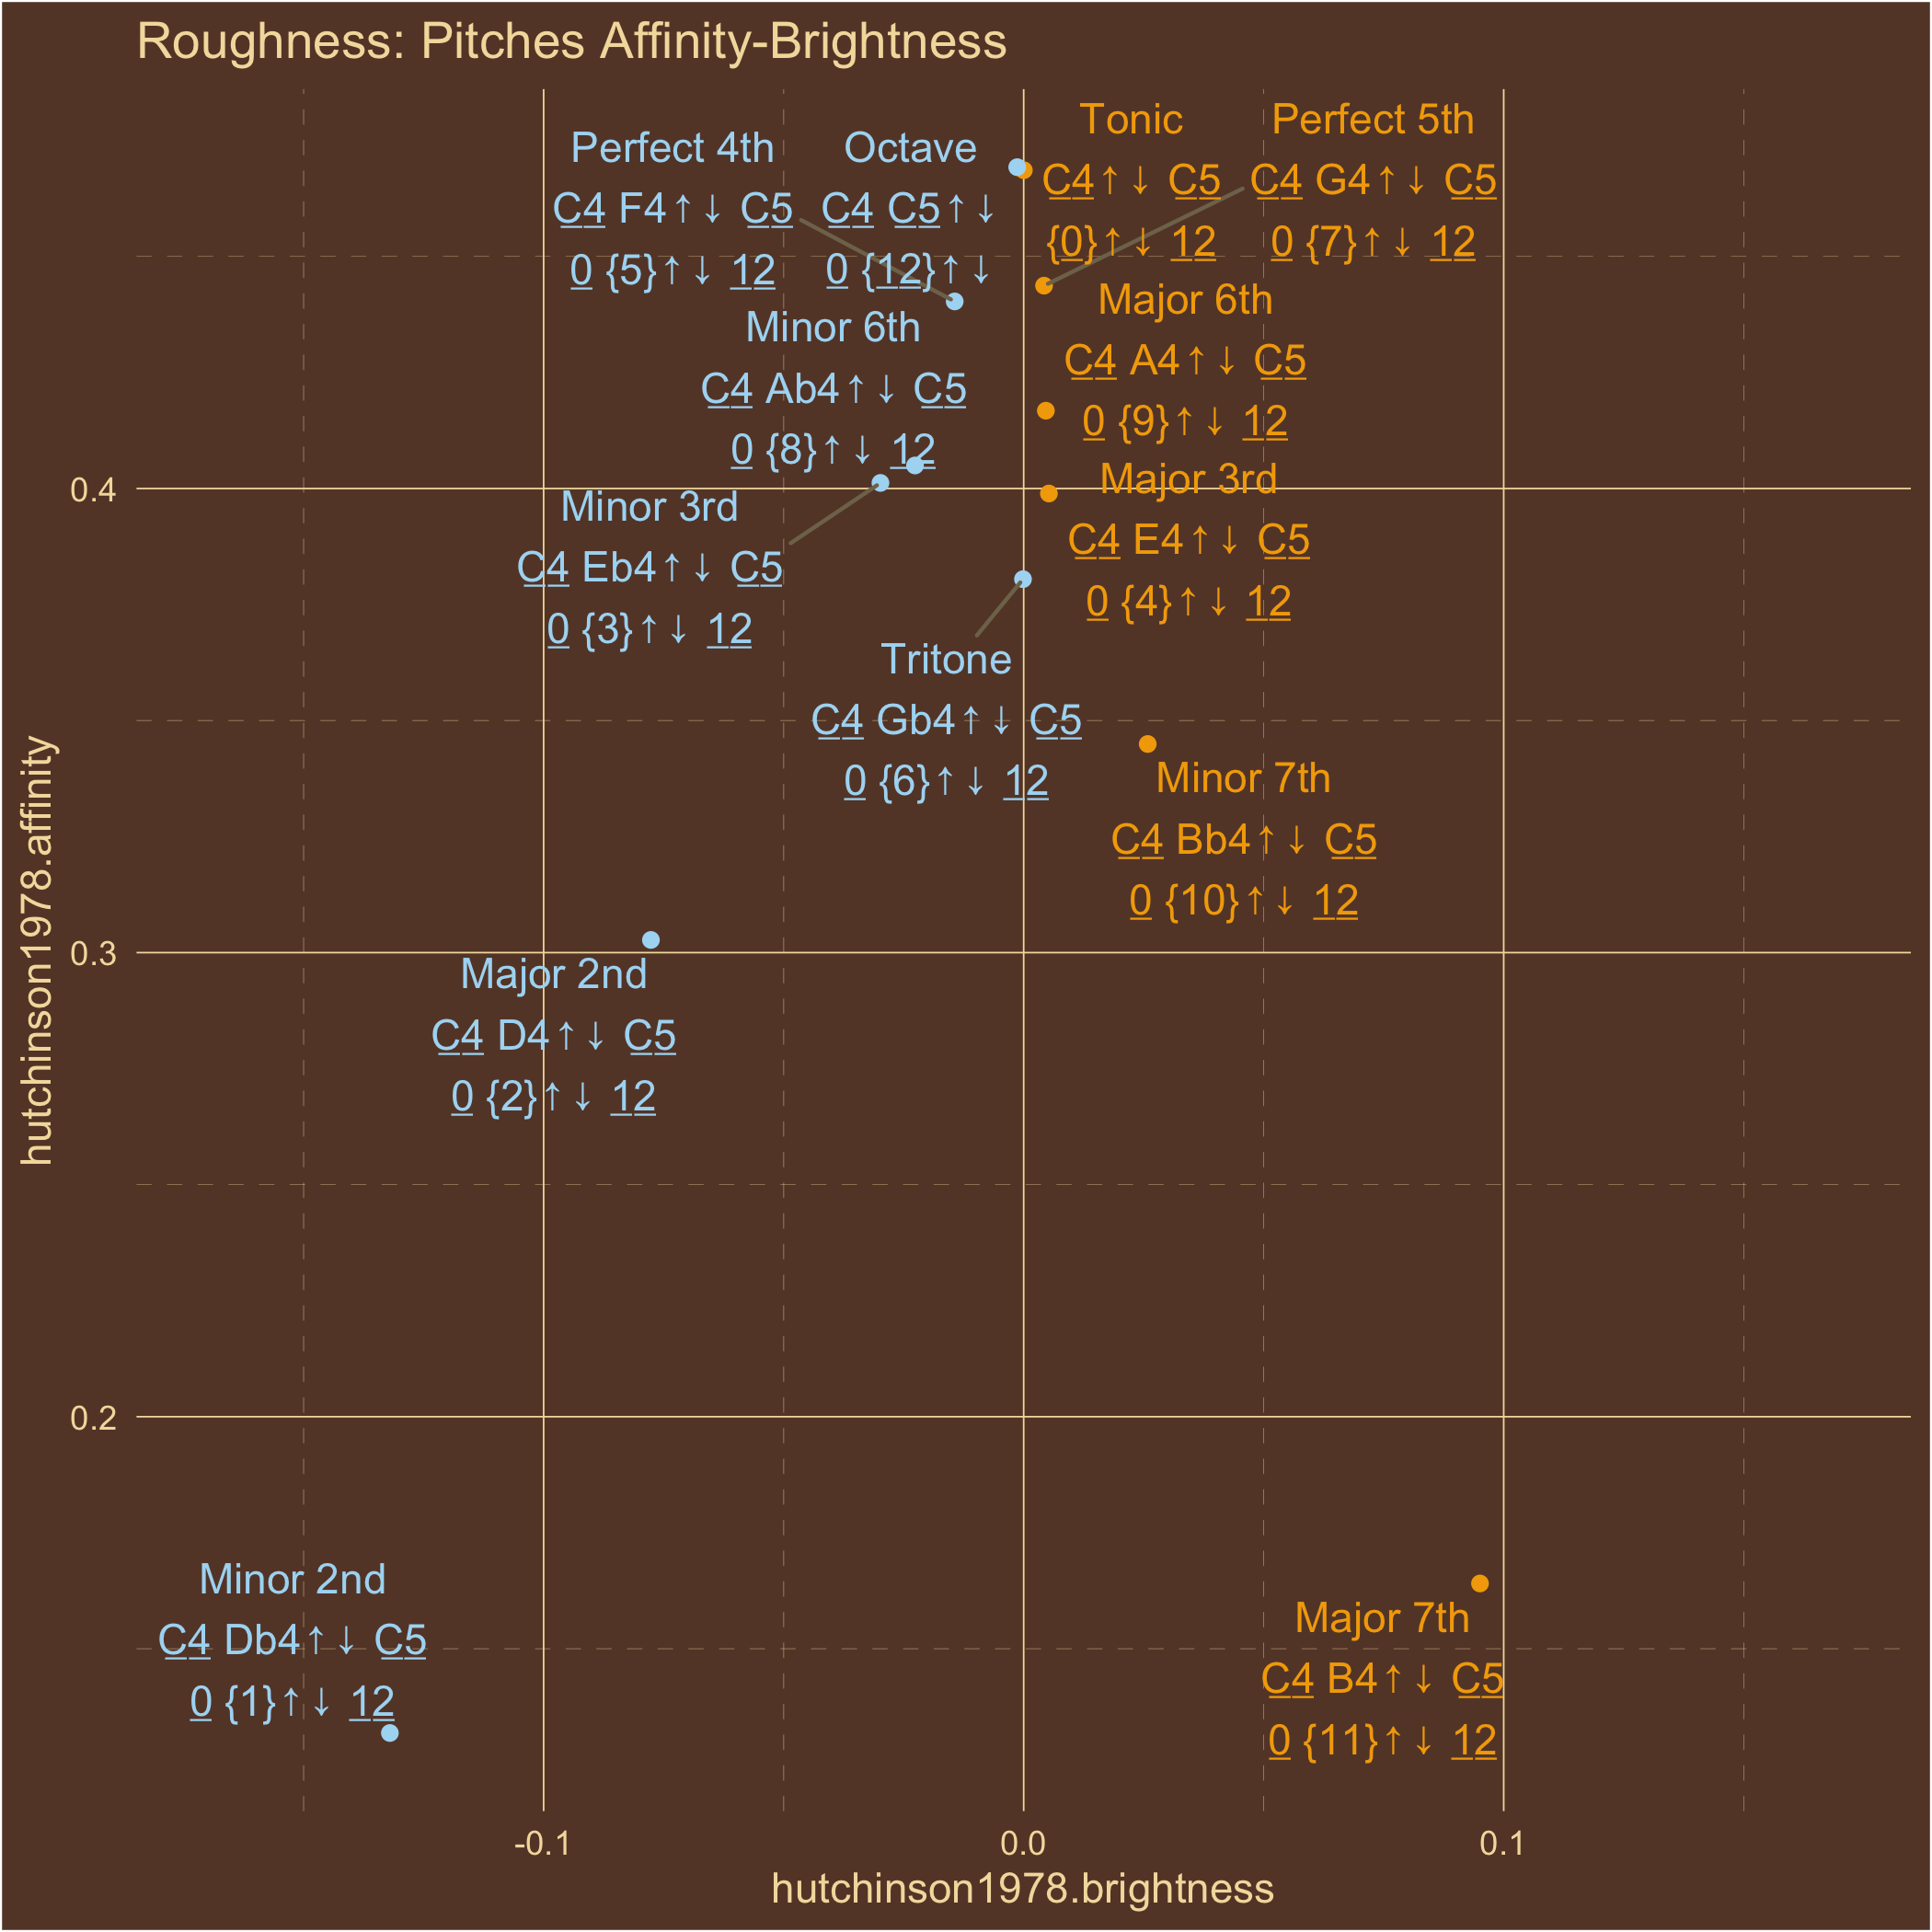 Roughness: Pitches Affinity-Brightness
Tonic
C4↑↓ C5
{0}↑↓ 12
Perfect 5th
C4 G4↑↓ C5
0 {7}↑↓ 12
Perfect 4th
C4 F4↑↓ C5
0 {5}↑↓ 12
Octave
C4 C5↑↓
0 {12}↑↓
Major 6th
C4 A4↑↓ C5
0 {9}↑↓ 12
Minor 6th
C4 Ab4↑↓ C5
0 {8}↑↓ 12
Major 3rd
C4 E4↑↓ C5
0 {4}↑↓ 12
Minor 3rd
C4 Eb4↑↓ C5
0 {3}↑↓ 12
Tritone
C4 Gb4↑↓ C5
0 {6}↑↓ 12
Minor 7th
C4 Bb4↑↓ C5
0 {10}↑↓ 12
Major 2nd
C4 D4↑↓ C5
0 {2}↑↓ 12
Minor 2nd
C4 Db4↑↓ C5
0 {1}↑↓ 12
Major 7th
C4 B4↑↓ C5
0 {11}↑↓ 12
0.4
0.3
0.2
hutchinson1978.affinity
-0.1
0.0
0.1
hutchinson1978.brightness